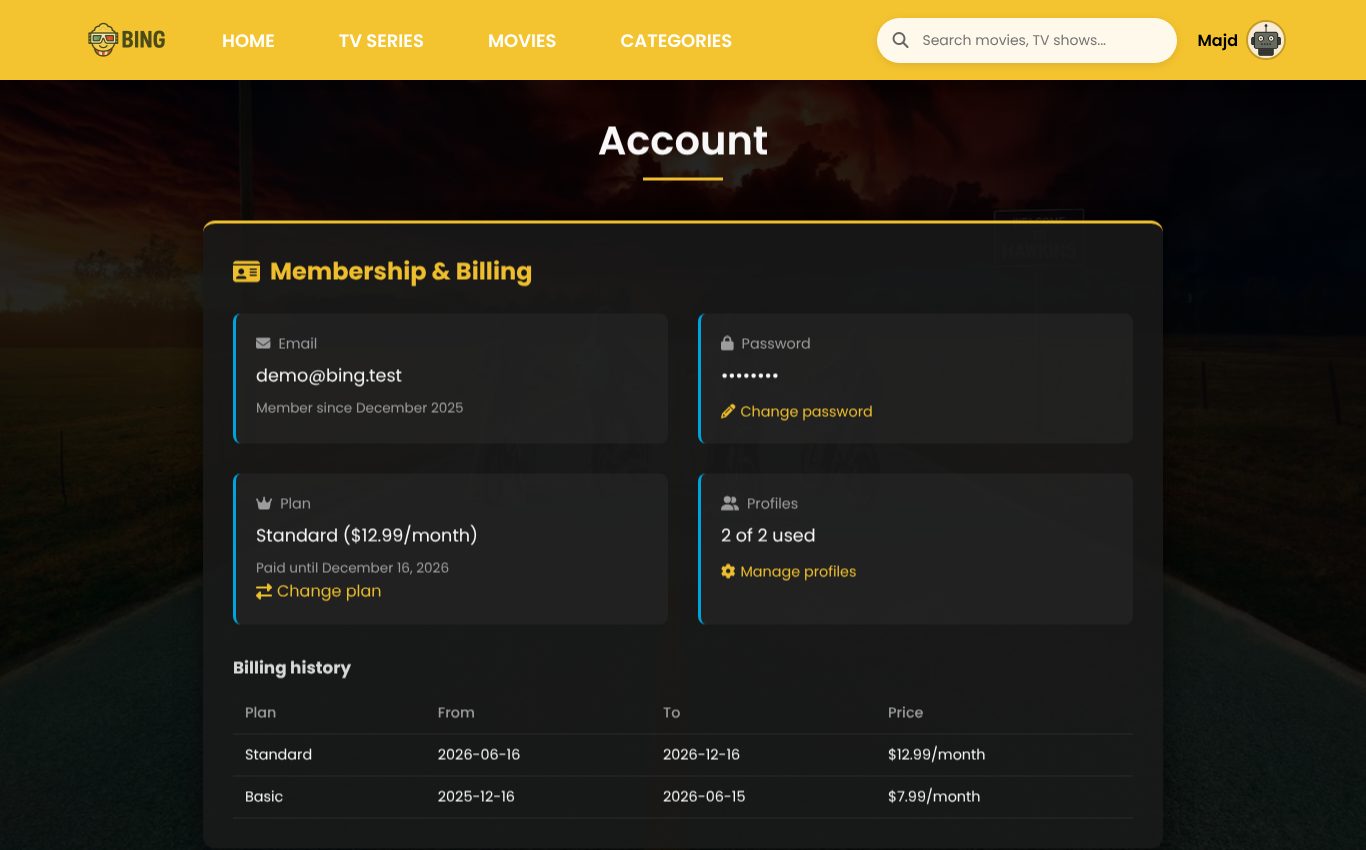 BING HOME TV SERIES MOVIES CATEGORIES Search movies, TV shows... Majd
Account
WELCOME
TO
HAWKINS
Membership & Billing
Email
demo@bing.test
Member since December 2025
Password
••••••••
Change password
Plan
Standard ($12.99/month)
Paid until December 16, 2026
Change plan
Profiles
2 of 2 used
Manage profiles
Billing history
Plan From To Price
Standard 2026-06-16 2026-12-16 $12.99/month
Basic 2025-12-16 2026-06-15 $7.99/month